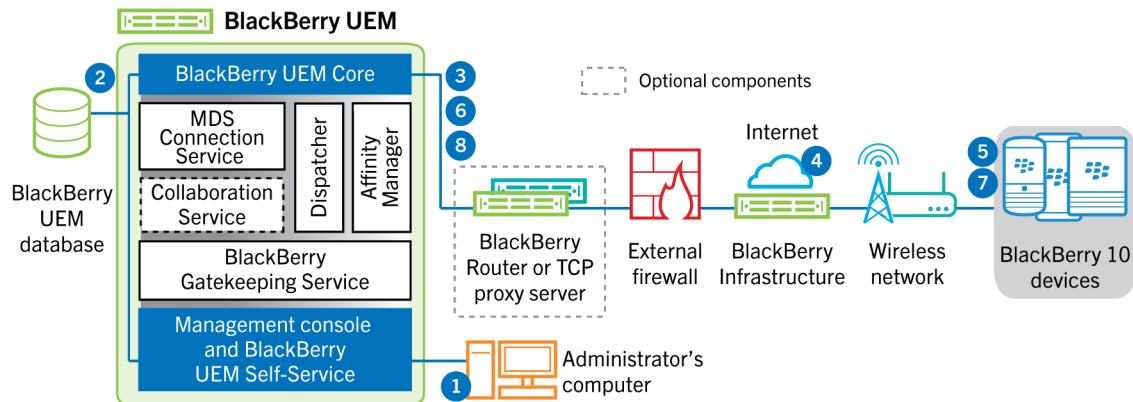 BlackBerry UEM
2
BlackBerry UEM Core
3
6
8
Optional components
MDS
Connection
Service
Collaboration
Service
Dispatcher
Affinity
Manager
BlackBerry
Gatekeeping Service
Management console
and BlackBerry
UEM Self-Service
BlackBerry
UEM
database
1
Administrator's
computer
BlackBerry
Router or TCP
proxy server
External
firewall
Internet
4
BlackBerry
Infrastructure
Wireless
network
5
7
BlackBerry 10
devices